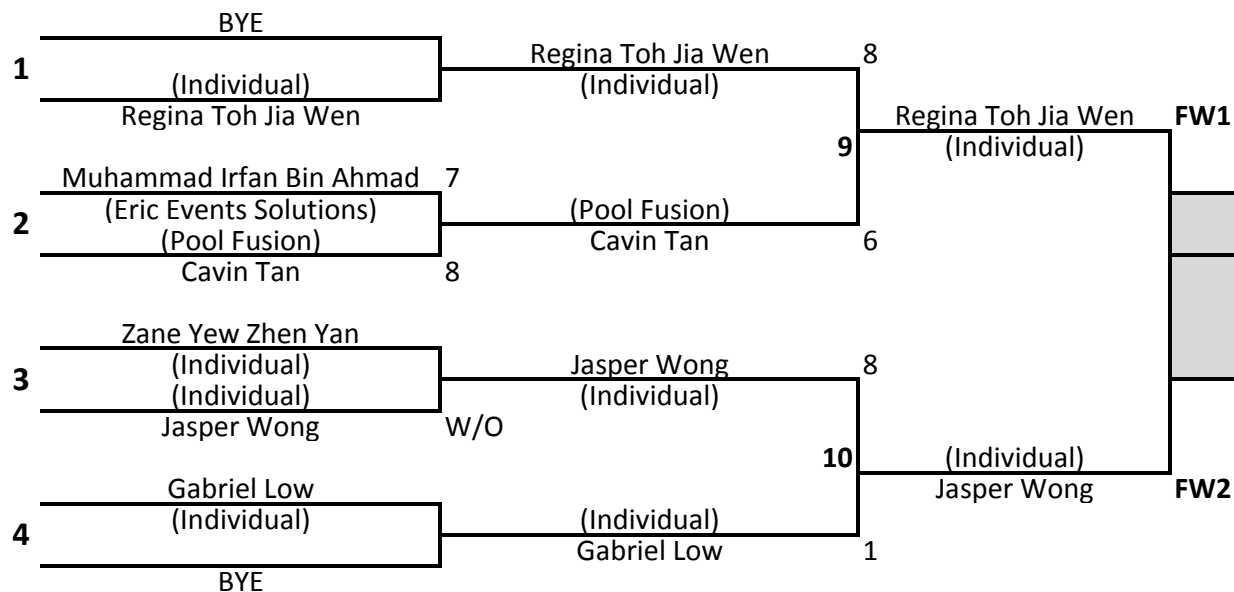 BYE
1
(Individual)
Regina Toh Jia Wen
Regina Toh Jia Wen 8
(Individual)
Regina Toh Jia Wen FW1
(Individual)
9
Muhammad Irfan Bin Ahmad 7
2
(Eric Events Solutions)
(Pool Fusion)
Cavin Tan 8
(Pool Fusion)
Cavin Tan 6
Zane Yew Zhen Yan
3
(Individual)
(Individual)
Jasper Wong W/O
Jasper Wong 8
(Individual)
10
(Individual)
Jasper Wong FW2
Gabriel Low
4
(Individual)
BYE
(Individual)
Gabriel Low 1